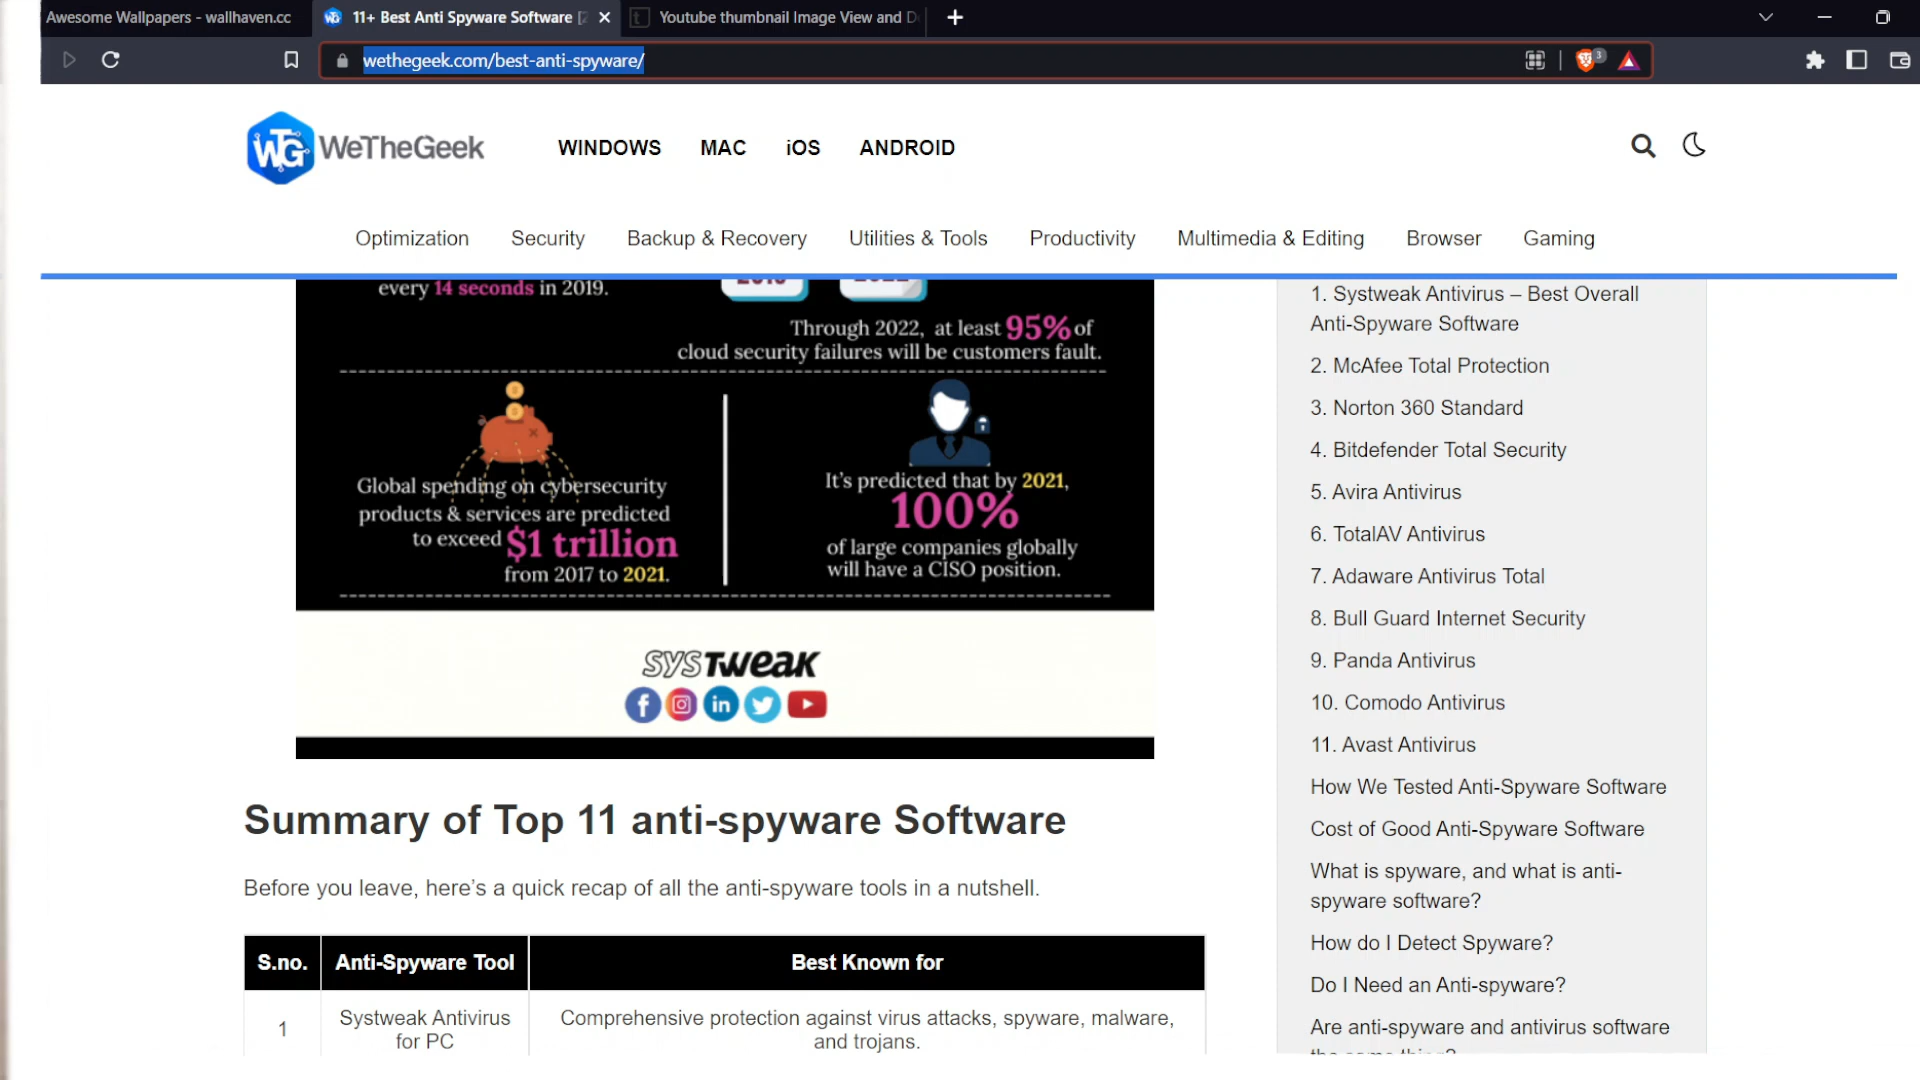 Awesome Wallpapers - wallhaven.cc
11+ Best Anti Spyware Software [
Youtube thumbnail Image View and D
wethegeek.com/best-anti-spyware/
3
WTG WeTheGeek
WINDOWS MAC iOS ANDROID
Optimization Security Backup & Recovery Utilities & Tools Productivity Multimedia & Editing Browser Gaming
every 14 seconds in 2019.
Through 2022, at least 95% of
cloud security failures will be customers fault.
Global spending on cybersecurity
products & services are predicted
to exceed $1 trillion
from 2017 to 2021.
It's predicted that by 2021,
100%
of large companies globally
will have a CISO position.
SYSTweak
Summary of Top 11 anti-spyware Software
Before you leave, here’s a quick recap of all the anti-spyware tools in a nutshell.
S.no. Anti-Spyware Tool Best Known for
1 Systweak Antivirus for PC Comprehensive protection against virus attacks, spyware, malware,
and trojans.
1. Systweak Antivirus – Best Overall
Anti-Spyware Software
2. McAfee Total Protection
3. Norton 360 Standard
4. Bitdefender Total Security
5. Avira Antivirus
6. TotalAV Antivirus
7. Adaware Antivirus Total
8. Bull Guard Internet Security
9. Panda Antivirus
10. Comodo Antivirus
11. Avast Antivirus
How We Tested Anti-Spyware Software
Cost of Good Anti-Spyware Software
What is spyware, and what is anti-
spyware software?
How do I Detect Spyware?
Do I Need an Anti-spyware?
Are anti-spyware and antivirus software